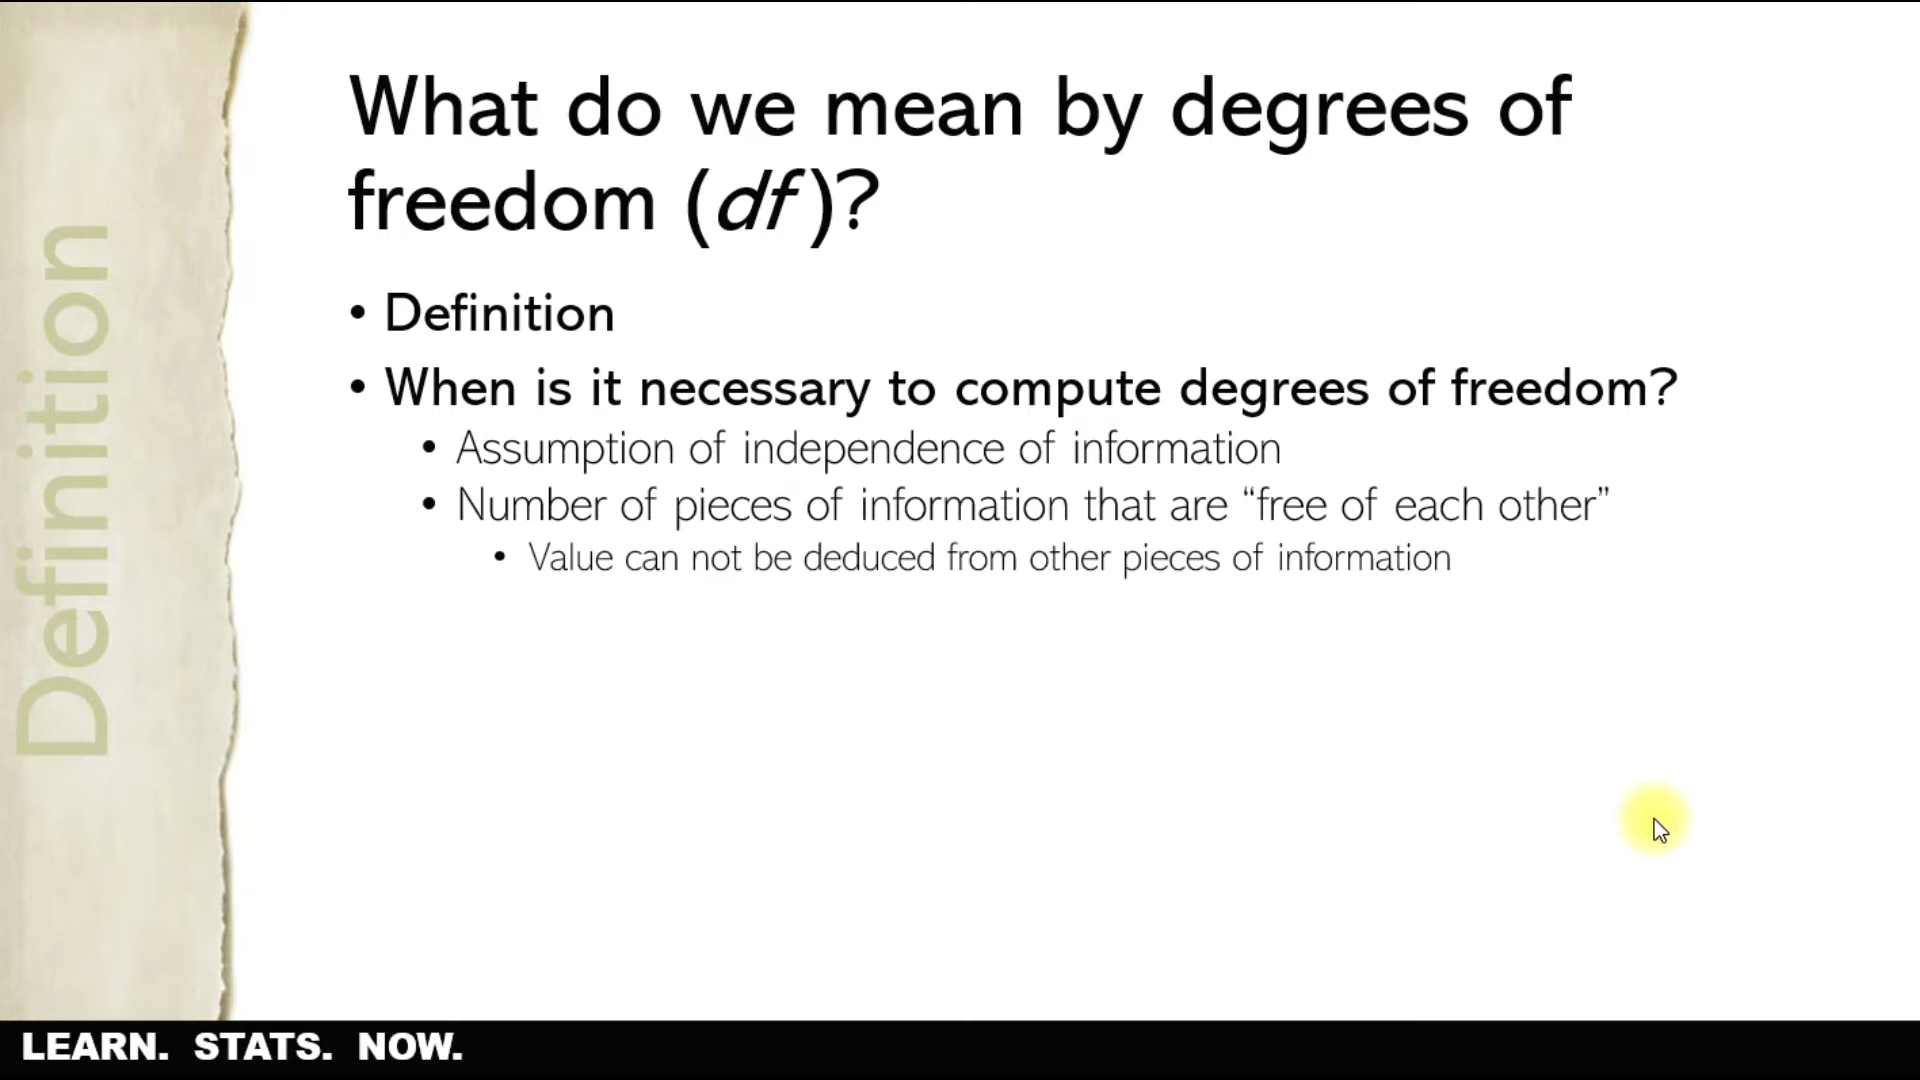 What do we mean by degrees of
freedom (df)?
• Definition
• When is it necessary to compute degrees of freedom?
• Assumption of independence of information
• Number of pieces of information that are “free of each other”
• Value can not be deduced from other pieces of information
Definition
LEARN. STATS. NOW.